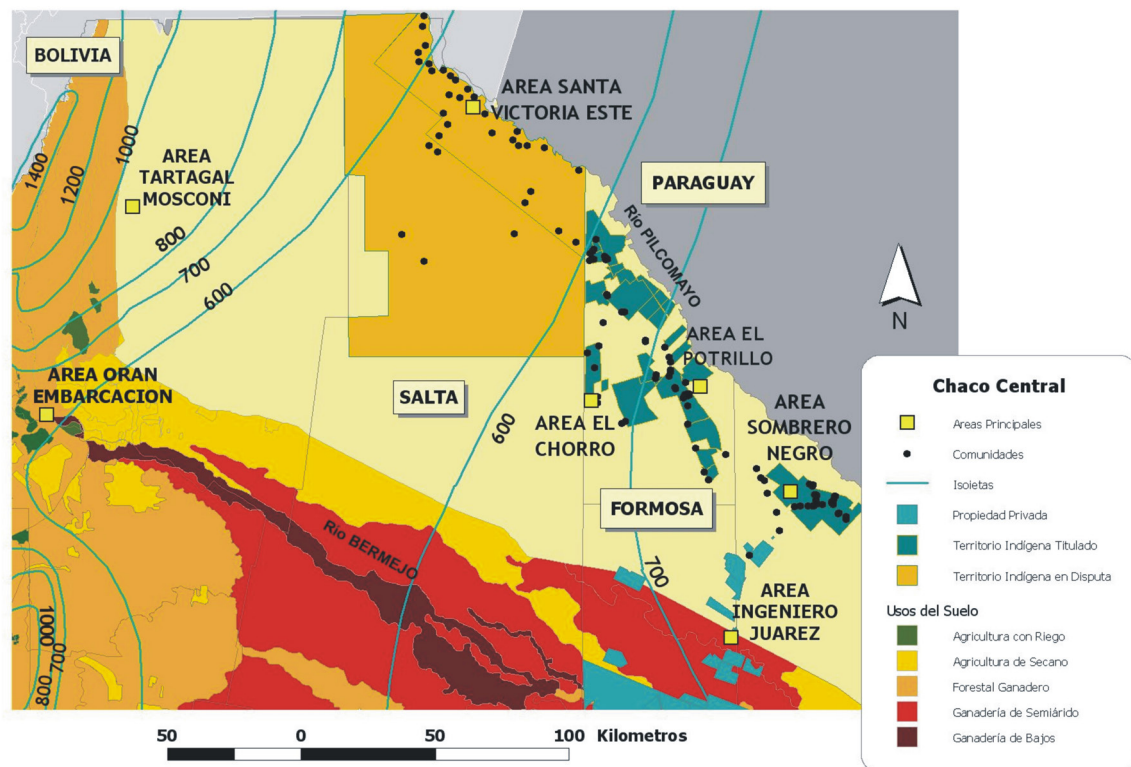 BOLIVIA
AREA SANTA
VICTORIA ESTE
1400
1200
1000
AREA
TARTAGAL
MOSCONI
PARAGUAY
800
700
600
Río PILCOMAYO
N
AREA EL
POTRILLO
AREA ORAN
EMBARCACION
SALTA
600
AREA EL
CHORRO
AREA
SOMBRERO
NEGRO
FORMOSA
Río BERMEJO
700
AREA
INGENIERO
JUAREZ
1000
700
800
Chaco Central
Areas Principales
Comunidades
Isoietas
Propiedad Privada
Territorio Indígena Titulado
Territorio Indígena en Disputa
Usos del Suelo
Agricultura con Riego
Agricultura de Secano
Forestal Ganadero
Ganadería de Semiárido
Ganadería de Bajos
50 0 50 100 Kilometros